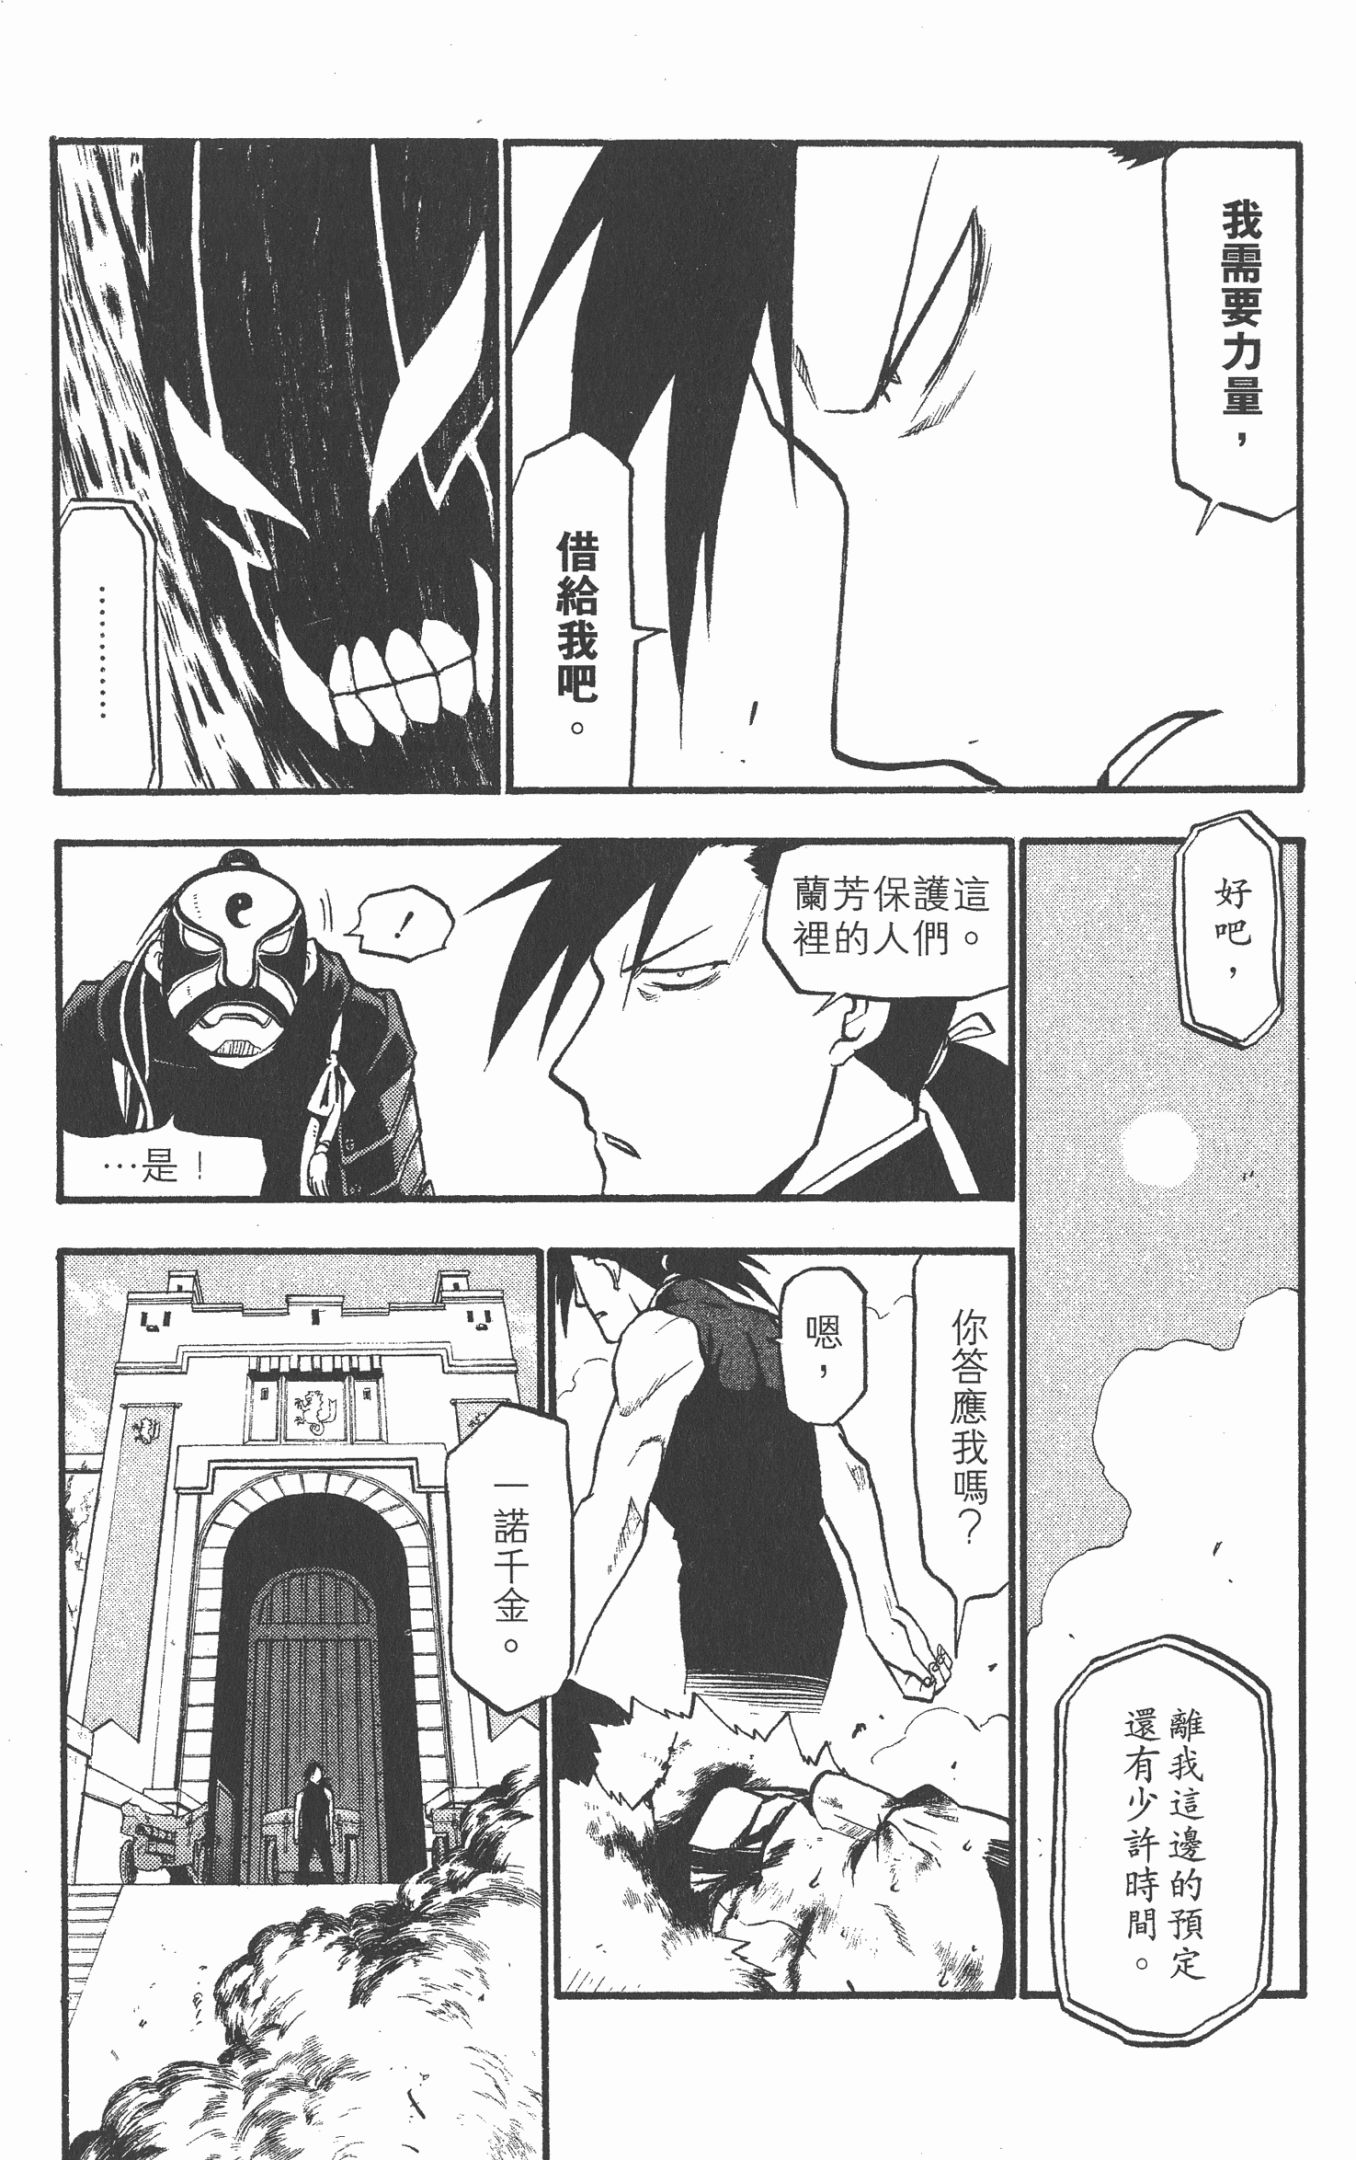 我需要力量，
借給我吧。
…………
好吧，
離我這邊的預定
還有少許時間。
蘭芳保護這
裡的人們。
！
…是！
你答應我嗎？
嗯，
一諾千金。